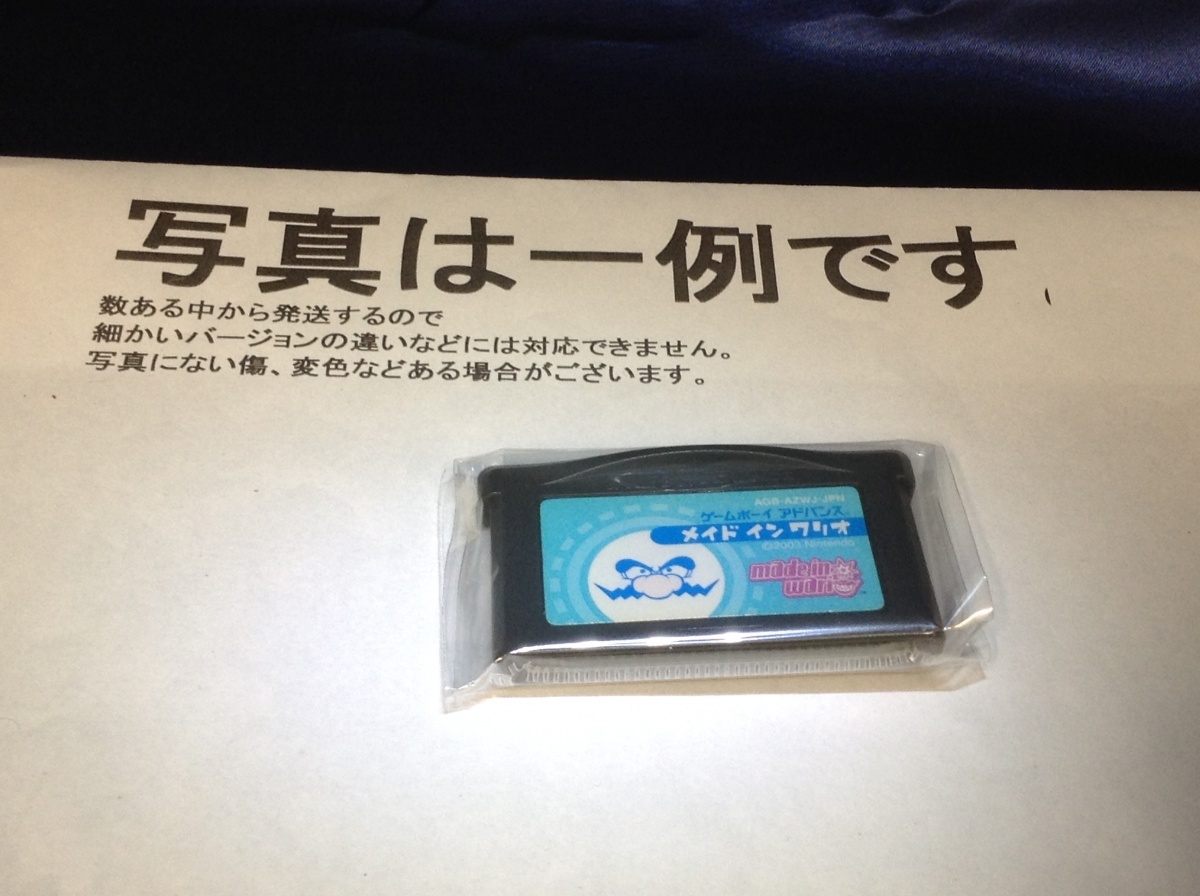 写真は一例です
数ある中から発送するので
細かいバージョンの違いなどには対応できません。
写真にない傷、変色などある場合がございます。
AGB-AZWJ-JPN
ゲームボーイアドバンス
メイド イン ワリオ
©2003 Nintendo
made in
wario